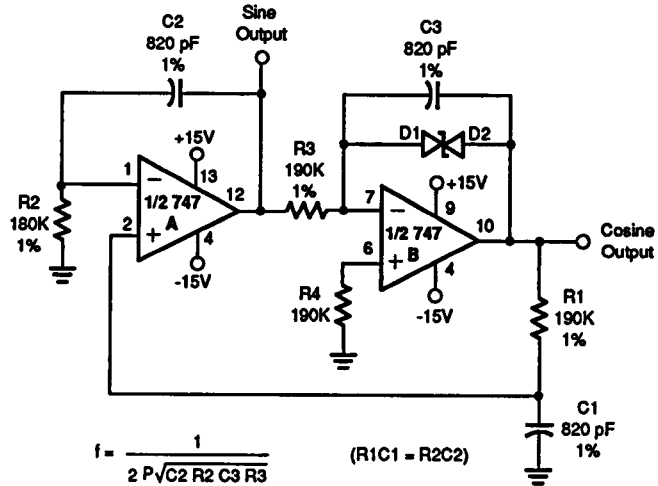 C2
820 pF
1%
Sine
Output
C3
820 pF
1%
D1
D2
+15V
13
1
−
1/2 747
A
12
2
+
4
-15V
R2
180K
1%
R3
190K
1%
+15V
9
7
−
1/2 747
B
10
6
+
4
-15V
R4
190K
Cosine
Output
R1
190K
1%
C1
820 pF
1%
f = 1
2 P√C2 R2 C3 R3
(R1C1 = R2C2)